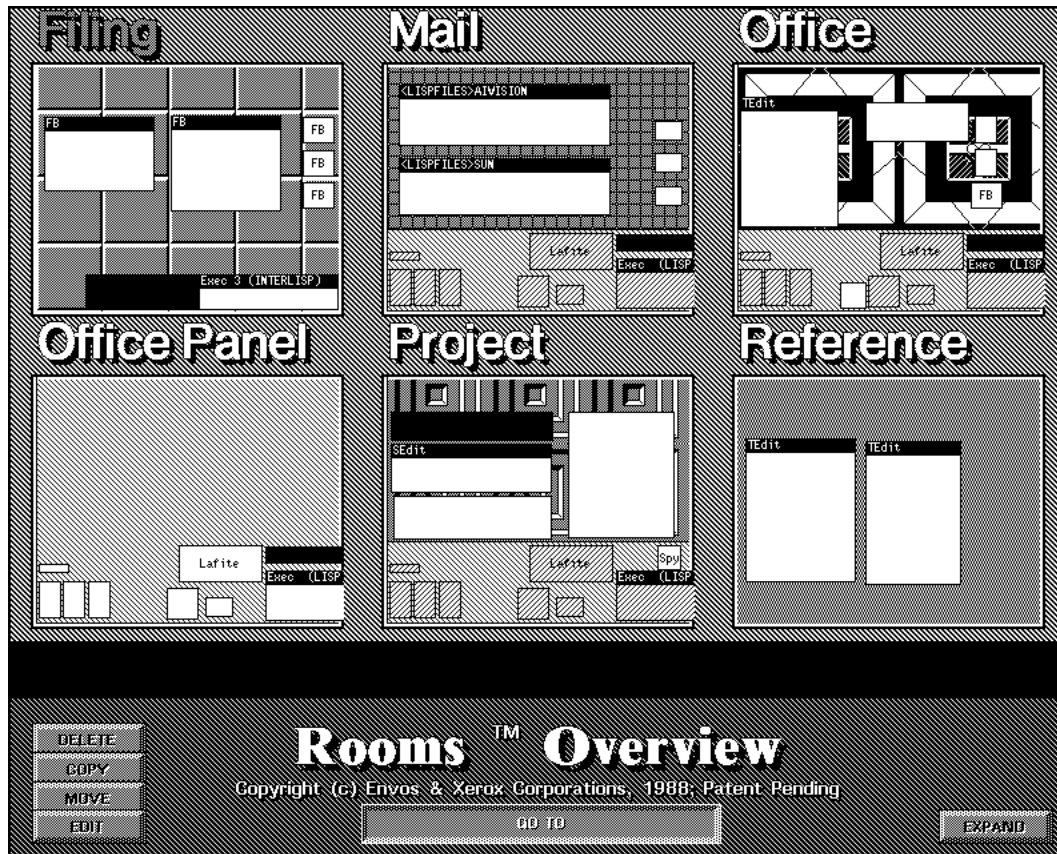 Filing
FB
FB
FB
FB
FB
Exec 3 (INTERLISP)
Mail
<LISPFILES>AIVISION
<LISPFILES>SUN
Lafite
Exec (LISP
Office
TEdit
FB
Lafite
Exec (LISP
Office Panel
Lafite
Exec (LISP
Project
SEdit
Lafite
Spy
Exec (LISP
Reference
TEdit
TEdit
DELETE
COPY
MOVE
EDIT
Rooms ™ Overview
Copyright (c) Envos & Xerox Corporations, 1988; Patent Pending
GO TO
EXPAND